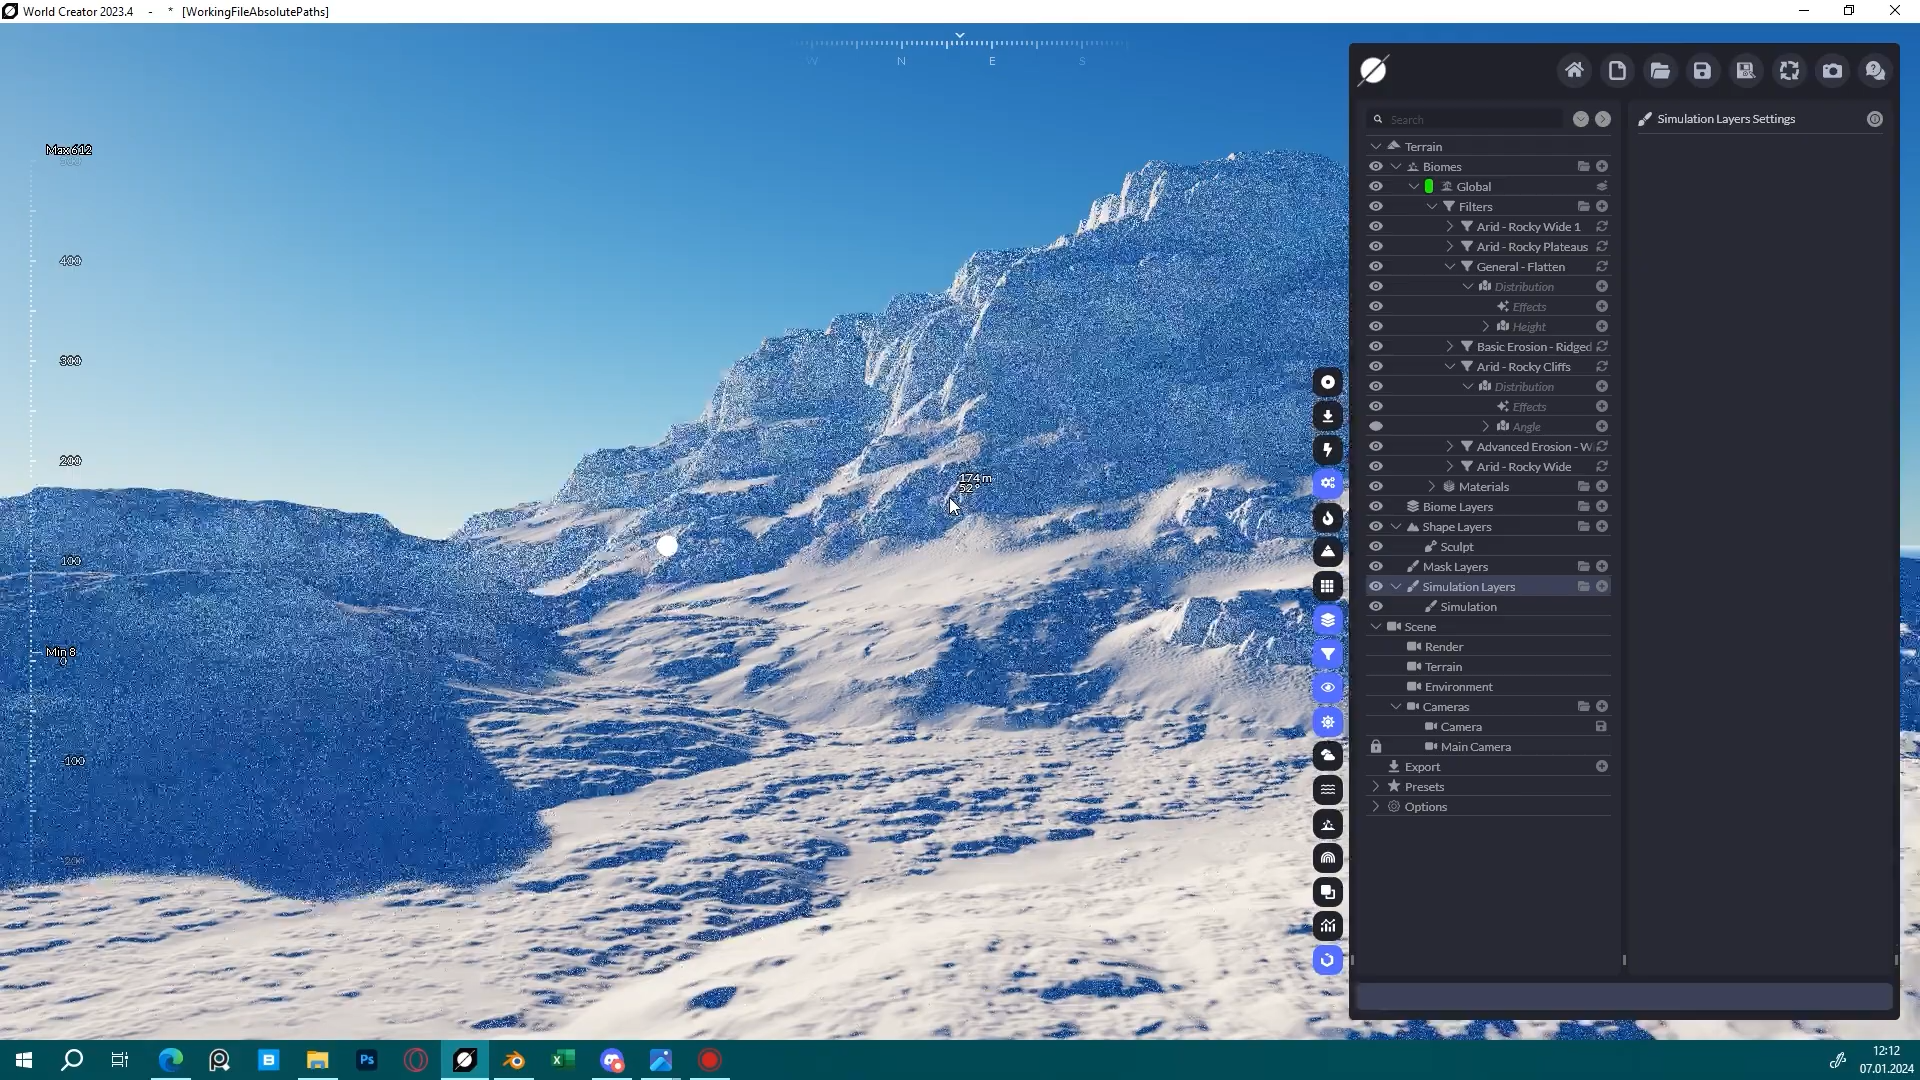 World Creator 2023.4 - * [WorkingFileAbsolutePaths]
W N E S
Max 612
400
300
200
100
Min 8
0
-100
-200
174 m
52 °
Search
Terrain
Biomes
Global
Filters
Arid - Rocky Wide 1
Arid - Rocky Plateaus
General - Flatten
Distribution
Effects
Height
Basic Erosion - Ridged
Arid - Rocky Cliffs
Distribution
Effects
Angle
Advanced Erosion - W
Arid - Rocky Wide
Materials
Biome Layers
Shape Layers
Sculpt
Mask Layers
Simulation Layers
Simulation
Scene
Render
Terrain
Environment
Cameras
Camera
Main Camera
Export
Presets
Options
Simulation Layers Settings
Ps
12:12
07.01.2024